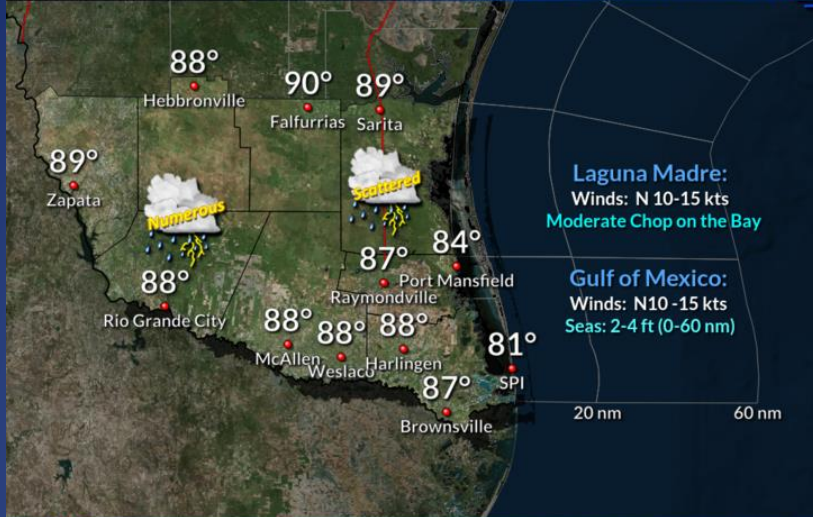 88°
Hebbronville
90°
Falfurrias
89°
Sarita
89°
Zapata
Numerous
Scattered
88°
Rio Grande City
87°
Raymondville
84°
Port Mansfield
88°
McAllen
88°
Weslaco
88°
Harlingen
81°
SPI
87°
Brownsville
Laguna Madre:
Winds: N 10-15 kts
Moderate Chop on the Bay
Gulf of Mexico:
Winds: N10 -15 kts
Seas: 2-4 ft (0-60 nm)
20 nm
60 nm